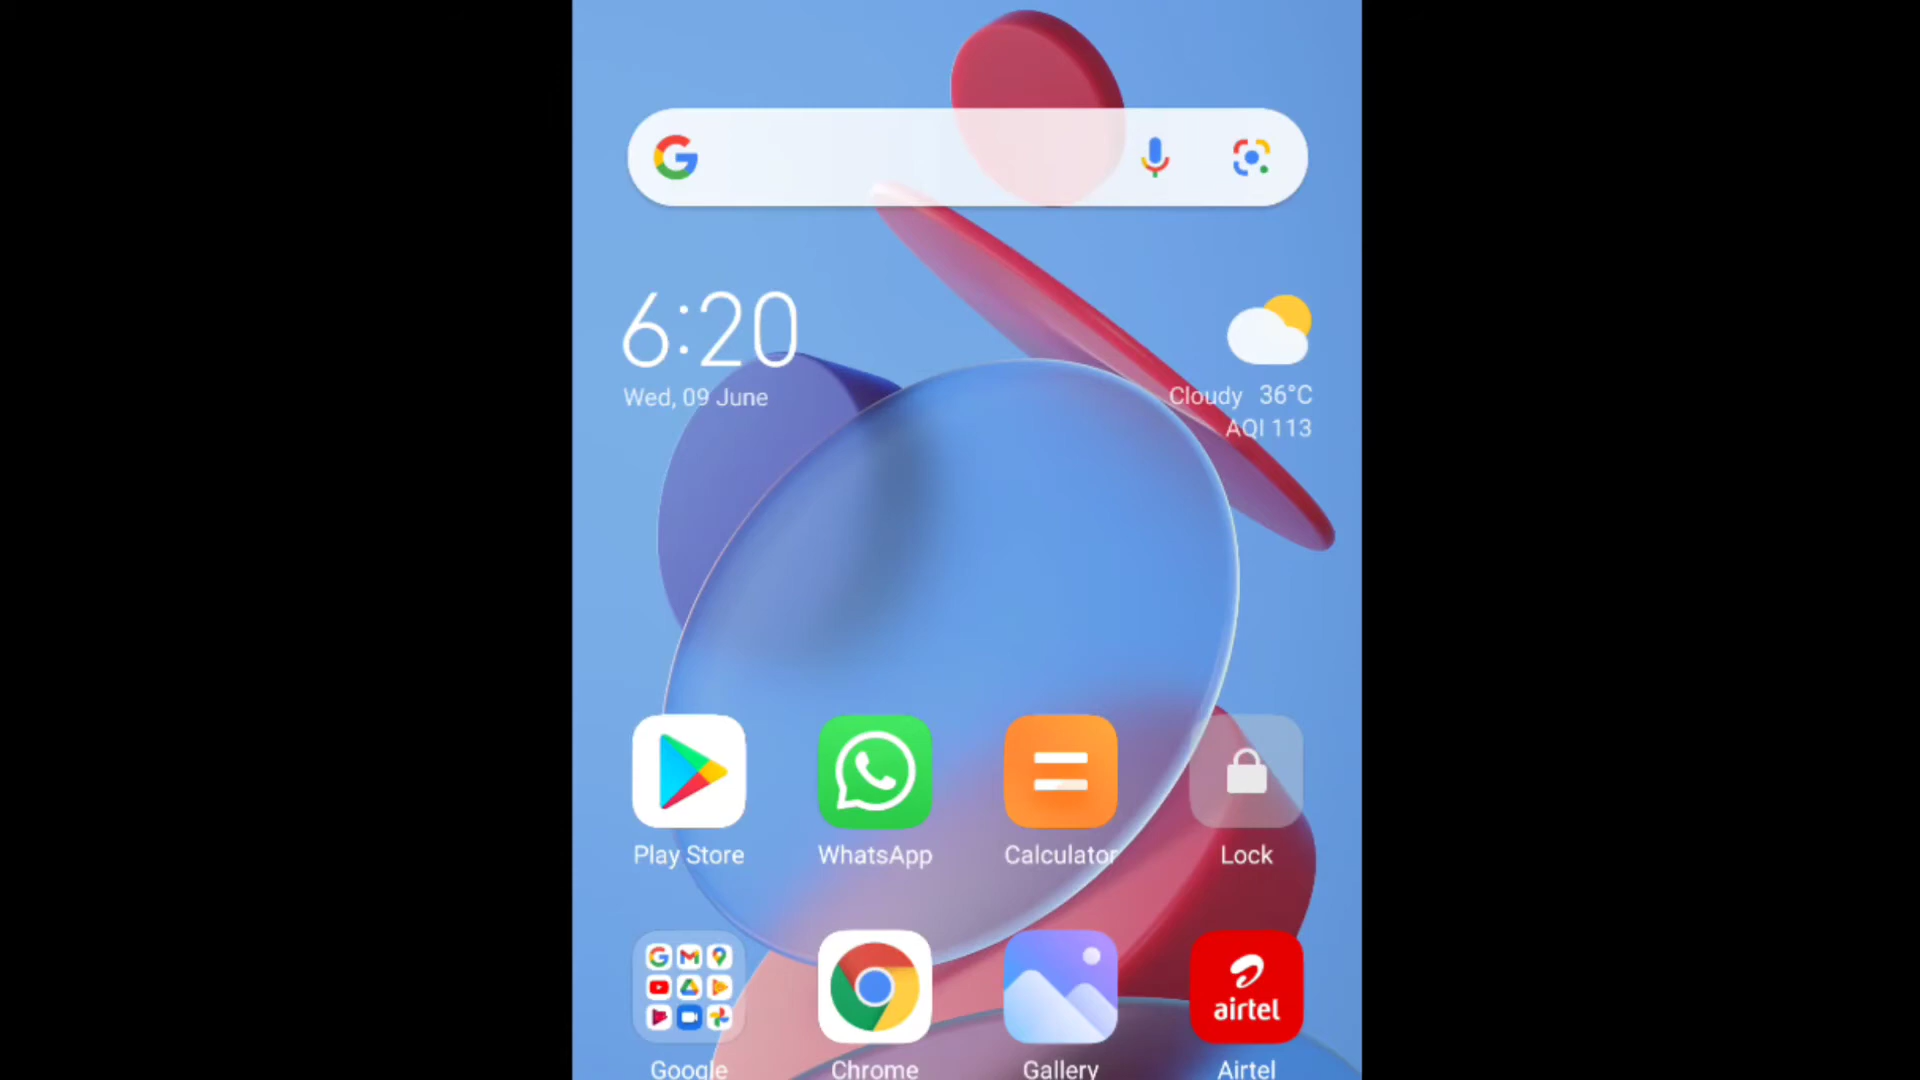 6:20
Wed, 09 June
Cloudy 36°C
AQI 113
Play Store
WhatsApp
Calculator
Lock
airtel
Google
Chrome
Gallery
Airtel